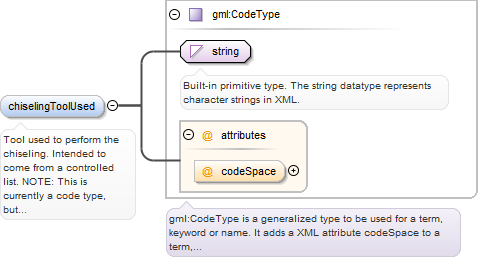 gml:CodeType
string
Built-in primitive type. The string datatype represents
character strings in XML.
chiselingToolUsed
Tool used to perform the
chiseling. Intended to
come from a controlled
list. NOTE: This is
currently a code type,
but...
@ attributes
@ codeSpace
gml:CodeType is a generalized type to be used for a term,
keyword or name. It adds a XML attribute codeSpace to a
term,...